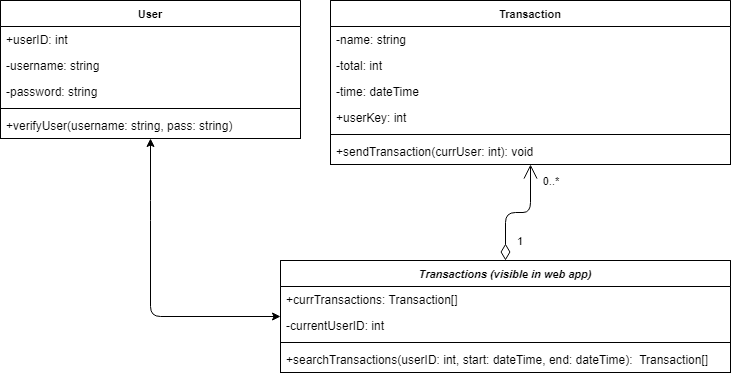 User
+userID: int
-username: string
-password: string
+verifyUser(username: string, pass: string)
Transaction
-name: string
-total: int
-time: dateTime
+userKey: int
+sendTransaction(currUser: int): void
0..*
1
Transactions (visible in web app)
+currTransactions: Transaction[]
-currentUserID: int
+searchTransactions(userID: int, start: dateTime, end: dateTime): Transaction[]